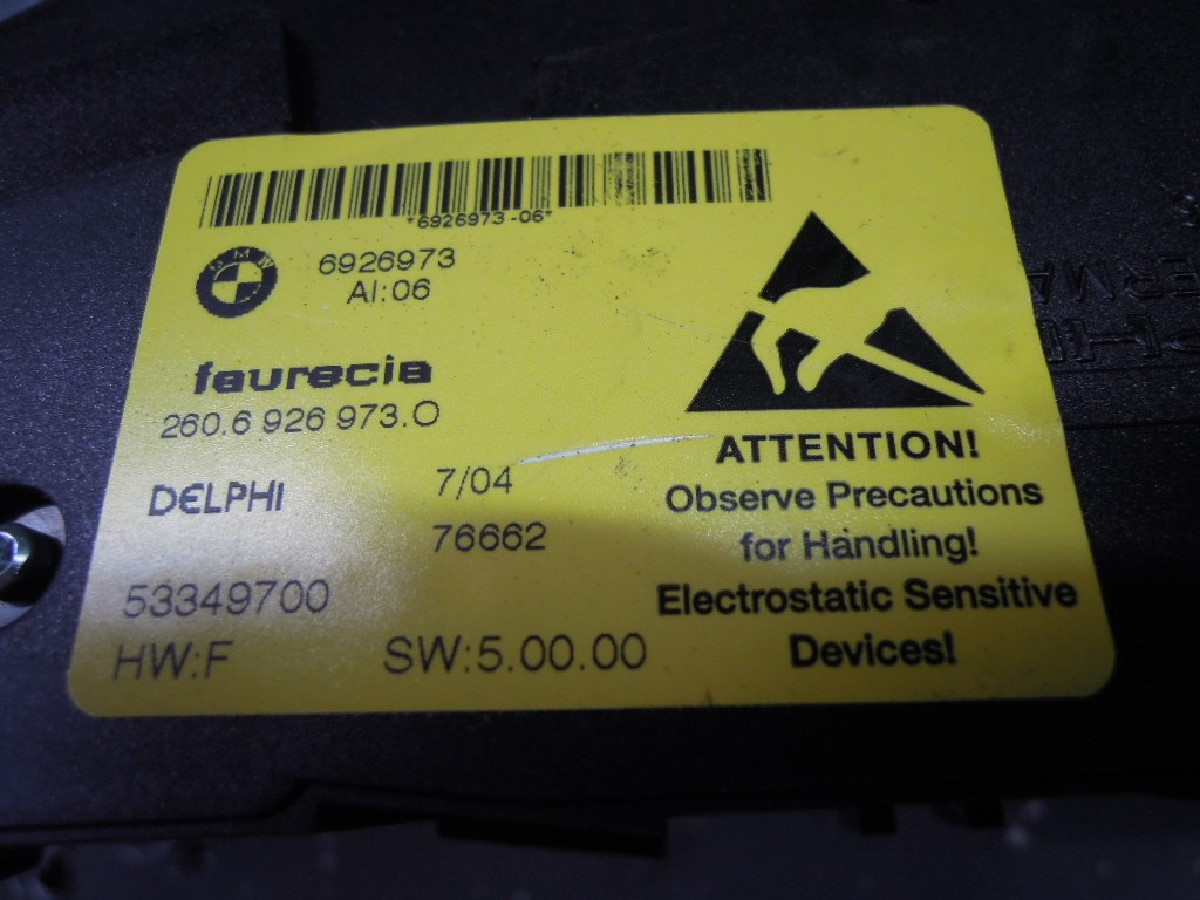 *6926973-06*
BMW
6926973
AI:06
faurecia
260.6 926 973.0
DELPHI
7/04
76662
53349700
HW:F
SW:5.00.00
ATTENTION!
Observe Precautions
for Handling!
Electrostatic Sensitive
Devices!